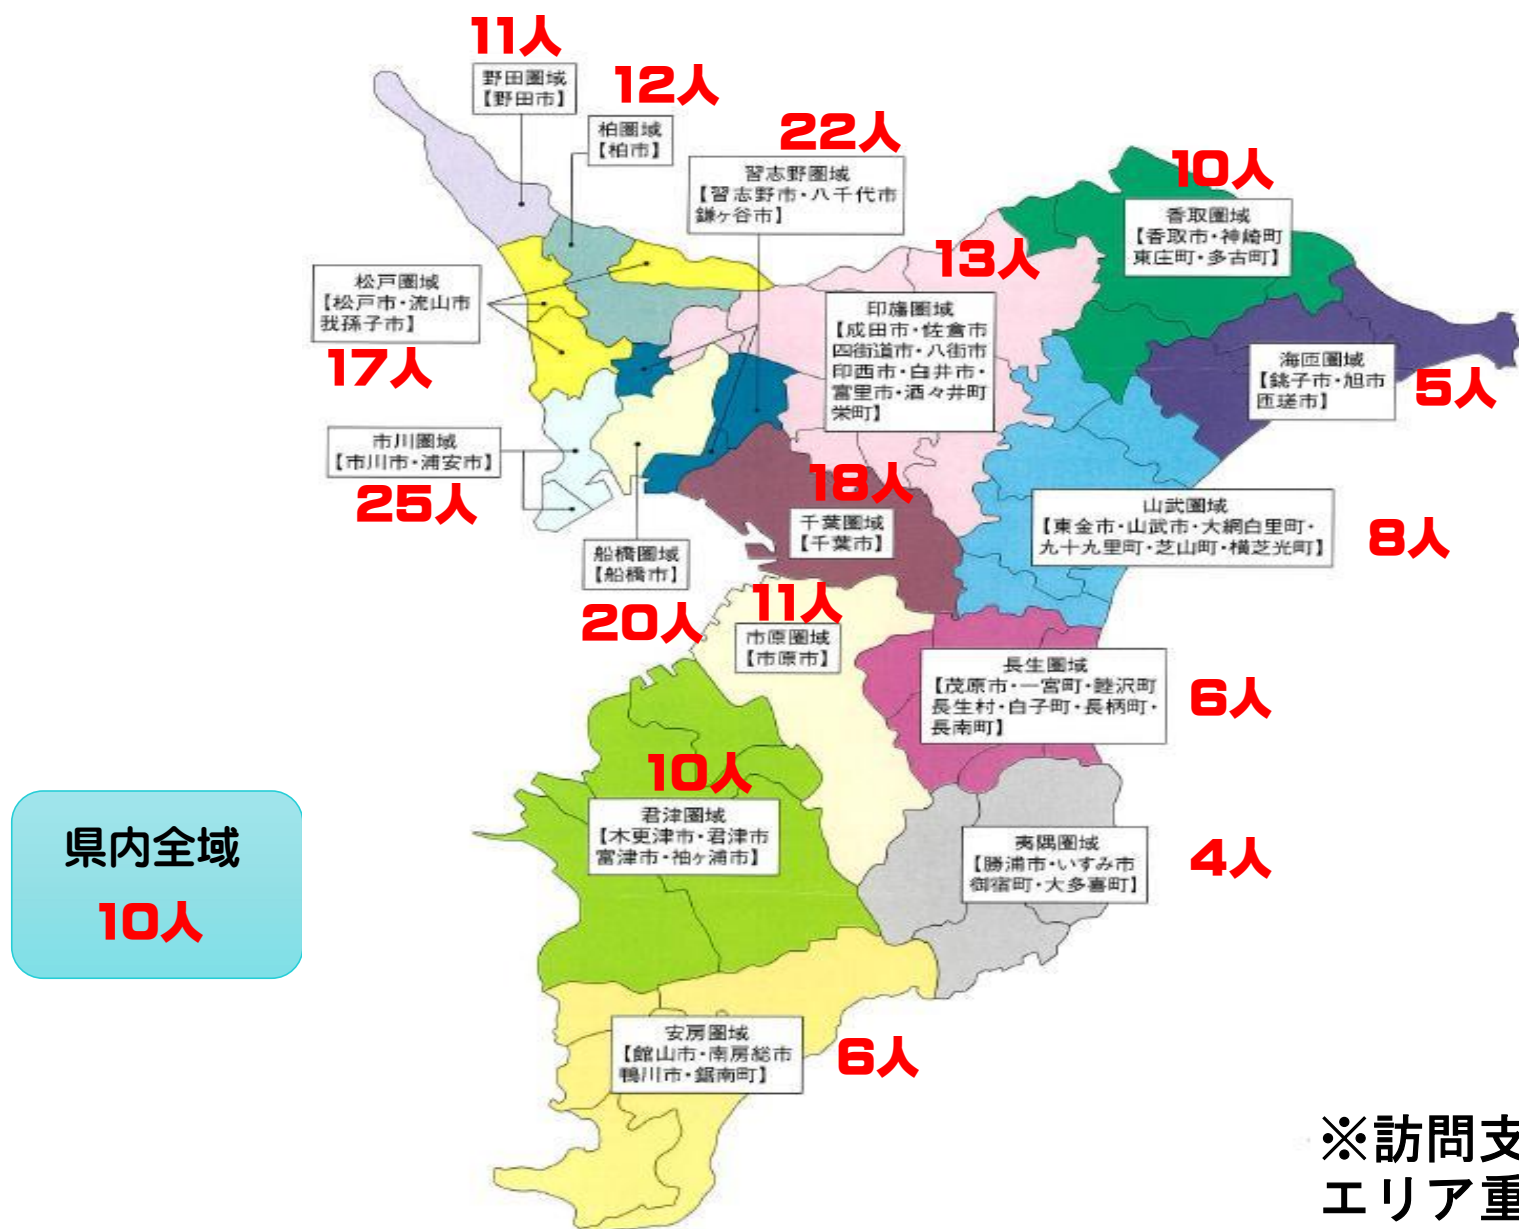 11人
野田圏域
【野田市】
12人
柏圏域
【柏市】
22人
習志野圏域
【習志野市・八千代市
鎌ヶ谷市】
10人
香取圏域
【香取市・神崎町
東庄町・多古町】
13人
印旛圏域
【成田市・佐倉市
四街道市・八街市
印西市・白井市・
富里市・酒々井町
栄町】
松戸圏域
【松戸市・流山市
我孫子市】
17人
海匝圏域
【銚子市・旭市
匝瑳市】
5人
市川圏域
【市川市・浦安市】
25人
18人
千葉圏域
【千葉市】
山武圏域
【東金市・山武市・大網白里町・
九十九里町・芝山町・横芝光町】
8人
船橋圏域
【船橋市】
20人
11人
市原圏域
【市原市】
長生圏域
【茂原市・一宮町・睦沢町
長生村・白子町・長柄町・
長南町】
6人
10人
君津圏域
【木更津市・君津市
富津市・袖ヶ浦市】
県内全域
10人
夷隅圏域
【勝浦市・いすみ市
御宿町・大多喜町】
4人
安房圏域
【館山市・南房総市
鴨川市・鋸南町】
6人
※訪問支
エリア重